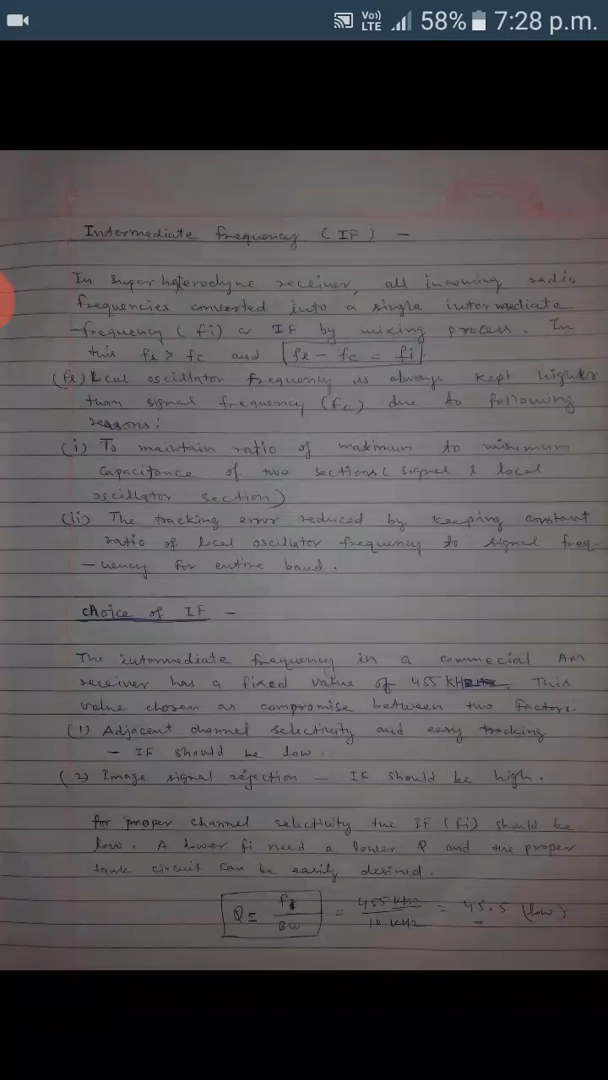 Vo)) LTE 58% 7:28 p.m.
Intermediate frequency (IF) -
In superheterodyne receiver, all incoming radio
frequencies converted into a single intermediate
-frequency (fi) or IF by mixing process. In
this fl > fc and fl - fc = fi.
(fl) Local oscillator frequency is always kept higher
than signal frequency (fc) due to following
reasons:
(i) To maintain ratio of maximum to minimum
capacitance of two sections (signal & local
oscillator section)
(ii) The tracking error reduced by keeping constant
ratio of local oscillator frequency to signal freq-
-uency for entire band.
Choice of IF -
The intermediate frequency in a commecial AM
receiver has a fixed value of 455 KHz. This
value chosen as compromise between two factors-
(1) Adjacent channel selectivity and easy tracking
- IF should be low.
(2) Image signal rejection - IF should be high.
for proper channel selectivity the IF (fi) should be
low. A lower fi need a lower Q and the proper
tank circuit can be easily desined.
Q = fi/BW = 455 KHz/10 KHz = 45.5 (low)